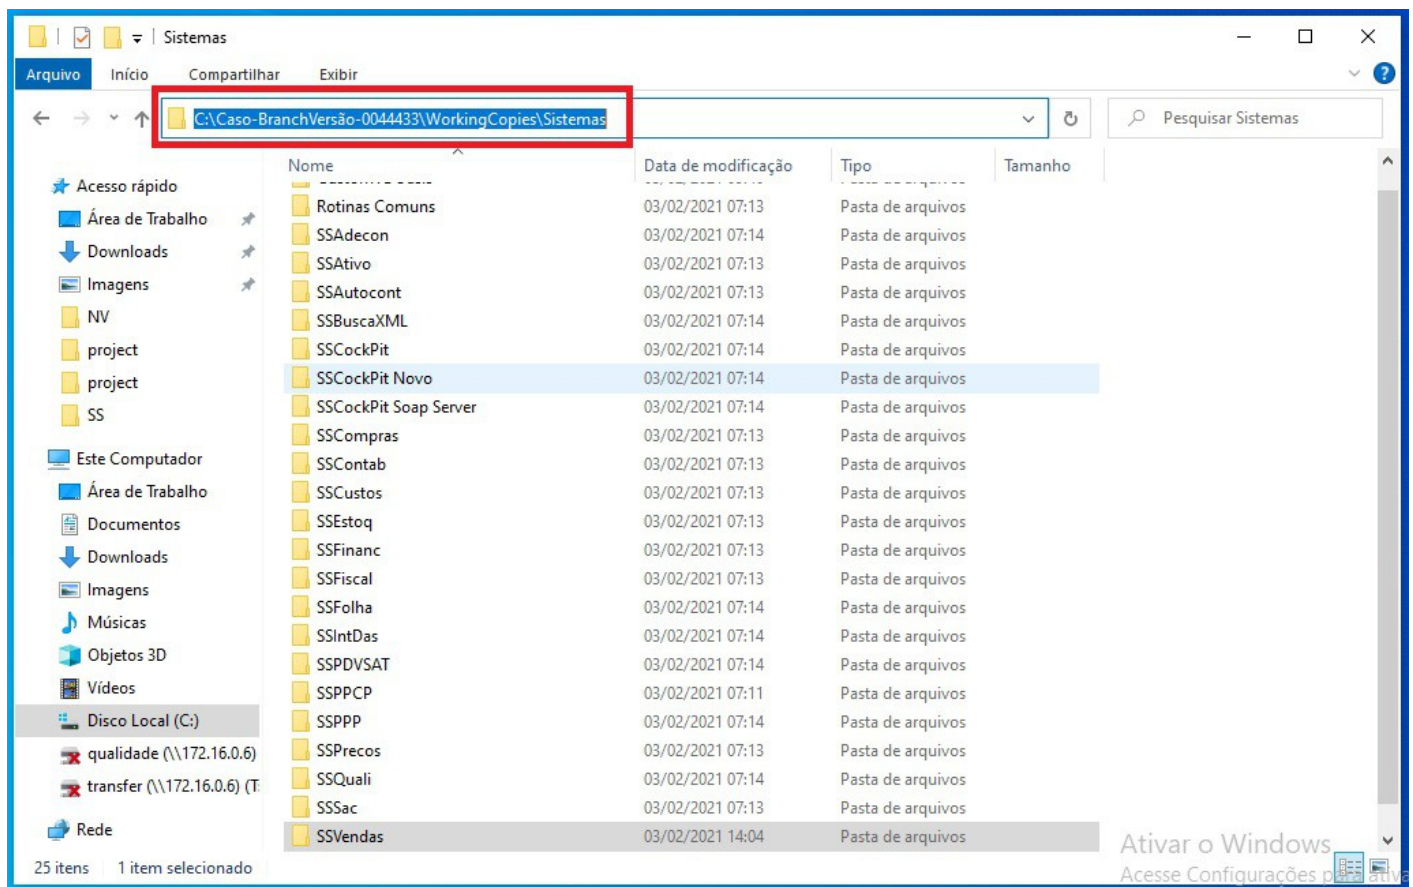 Sistemas
Arquivo Início Compartilhar Exibir
C:\Caso-BranchVersão-0044433\WorkingCopies\Sistemas
Pesquisar Sistemas
Nome Data de modificação Tipo Tamanho
Acesso rápido
Área de Trabalho
Downloads
Imagens
NV
project
project
SS
Este Computador
Área de Trabalho
Documentos
Downloads
Imagens
Músicas
Objetos 3D
Vídeos
Disco Local (C:)
qualidade (\\172.16.0.6)
transfer (\\172.16.0.6) (T:
Rede
Rotinas Comuns 03/02/2021 07:13 Pasta de arquivos
SSAdecon 03/02/2021 07:14 Pasta de arquivos
SSAtivo 03/02/2021 07:13 Pasta de arquivos
SSAutocont 03/02/2021 07:13 Pasta de arquivos
SSBuscaXML 03/02/2021 07:14 Pasta de arquivos
SSCockPit 03/02/2021 07:14 Pasta de arquivos
SSCockPit Novo 03/02/2021 07:14 Pasta de arquivos
SSCockPit Soap Server 03/02/2021 07:14 Pasta de arquivos
SSCompras 03/02/2021 07:13 Pasta de arquivos
SSContab 03/02/2021 07:13 Pasta de arquivos
SSCustos 03/02/2021 07:13 Pasta de arquivos
SSEstoq 03/02/2021 07:13 Pasta de arquivos
SSFinanc 03/02/2021 07:13 Pasta de arquivos
SSFiscal 03/02/2021 07:13 Pasta de arquivos
SSFolha 03/02/2021 07:14 Pasta de arquivos
SSIntDas 03/02/2021 07:14 Pasta de arquivos
SSPDVSAT 03/02/2021 07:14 Pasta de arquivos
SSPPCP 03/02/2021 07:11 Pasta de arquivos
SSPPP 03/02/2021 07:14 Pasta de arquivos
SSPrecos 03/02/2021 07:13 Pasta de arquivos
SSQuali 03/02/2021 07:14 Pasta de arquivos
SSSac 03/02/2021 07:13 Pasta de arquivos
SSVendas 03/02/2021 14:04 Pasta de arquivos
Ativar o Windows
Acesse Configurações para ativa
25 itens 1 item selecionado